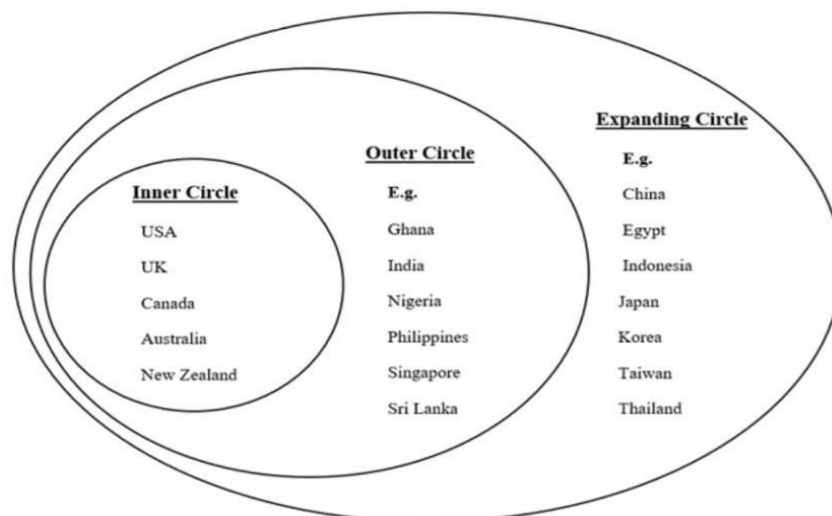 Inner Circle
USA
UK
Canada
Australia
New Zealand
Outer Circle
E.g.
Ghana
India
Nigeria
Philippines
Singapore
Sri Lanka
Expanding Circle
E.g.
China
Egypt
Indonesia
Japan
Korea
Taiwan
Thailand